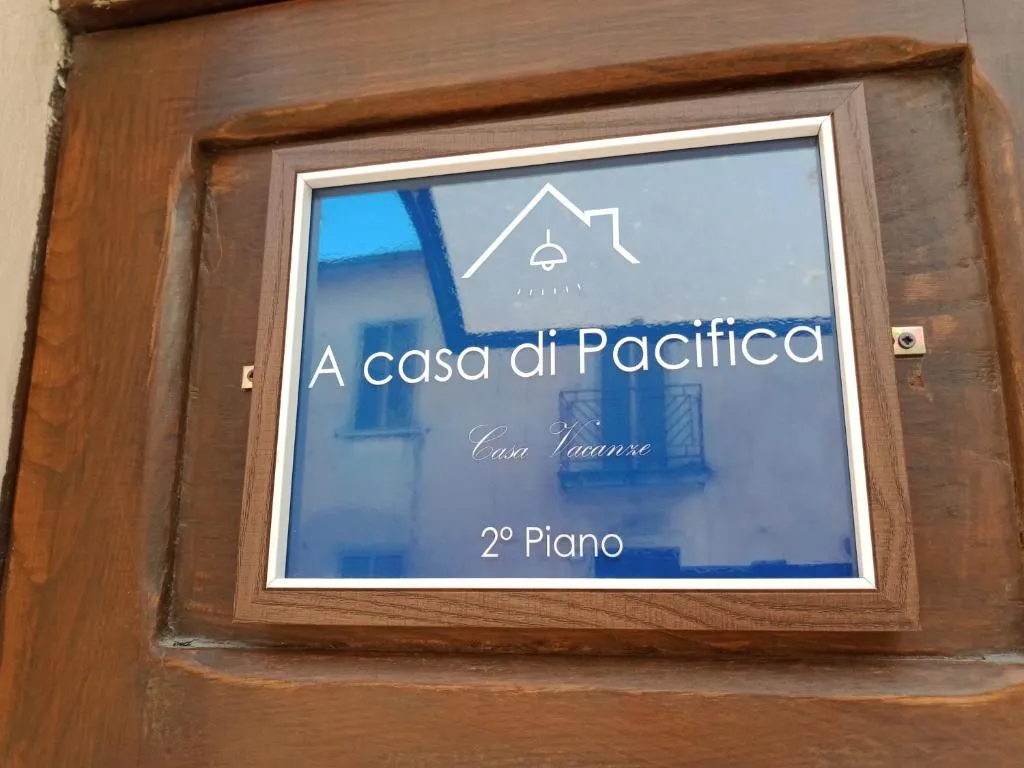 A casa di Pacifica
Casa Vacanze
2° Piano